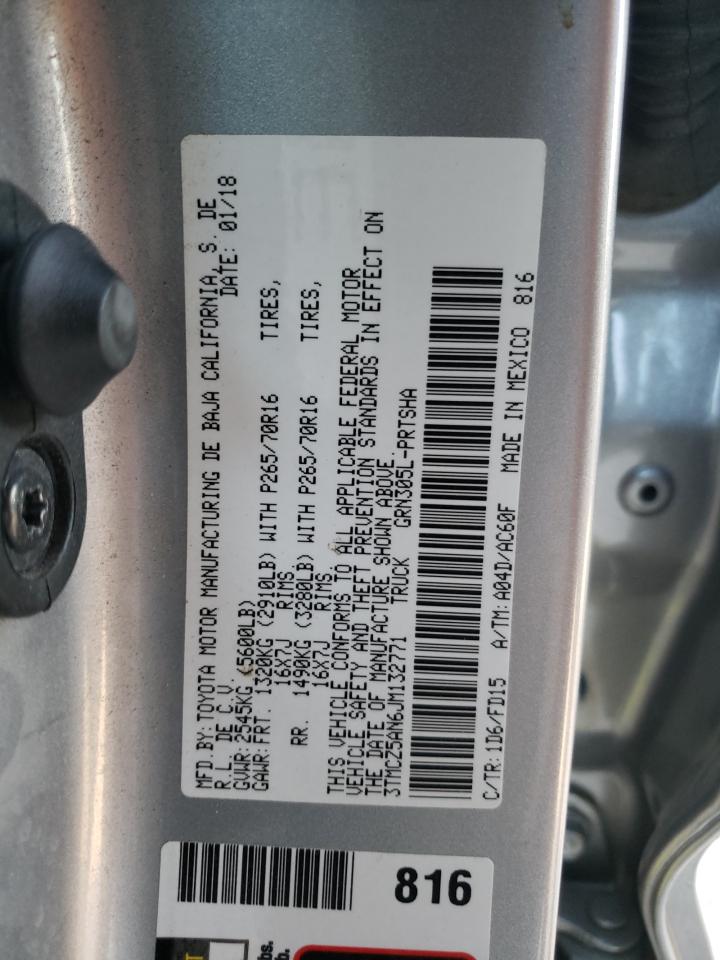 MFD.BY: TOYOTA MOTOR MANUFACTURING DE BAJA CALIFORNIA, S. DE
R.L. DE C.V. DATE: 01/18
GVWR: 2545KG (5600LB)
GAWR: FRT. 1320KG (2910LB) WITH P265/70R16 TIRES,
16X7J RIMS
RR. 1490KG (3280LB) WITH P265/70R16 TIRES,
16X7J RIMS
THIS VEHICLE CONFORMS TO ALL APPLICABLE FEDERAL MOTOR
VEHICLE SAFETY AND THEFT PREVENTION STANDARDS IN EFFECT ON
THE DATE OF MANUFACTURE SHOWN ABOVE.
3TMCZ5AN6JM132771 TRUCK GRN305L-PRTSHA
C/TR: 1D6/FD15 A/TM: A04D/AC60F MADE IN MEXICO 816
816